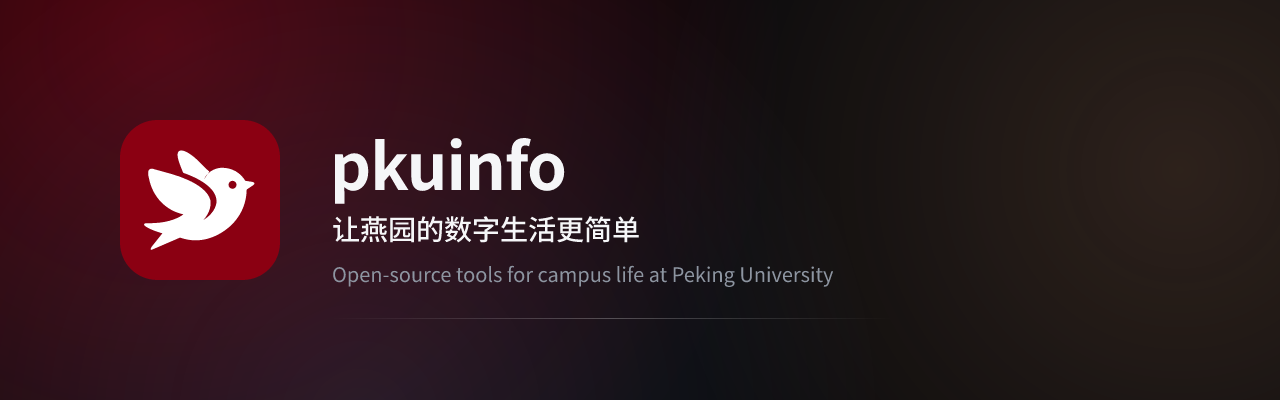 pkuinfo
让燕园的数字生活更简单
Open-source tools for campus life at Peking University